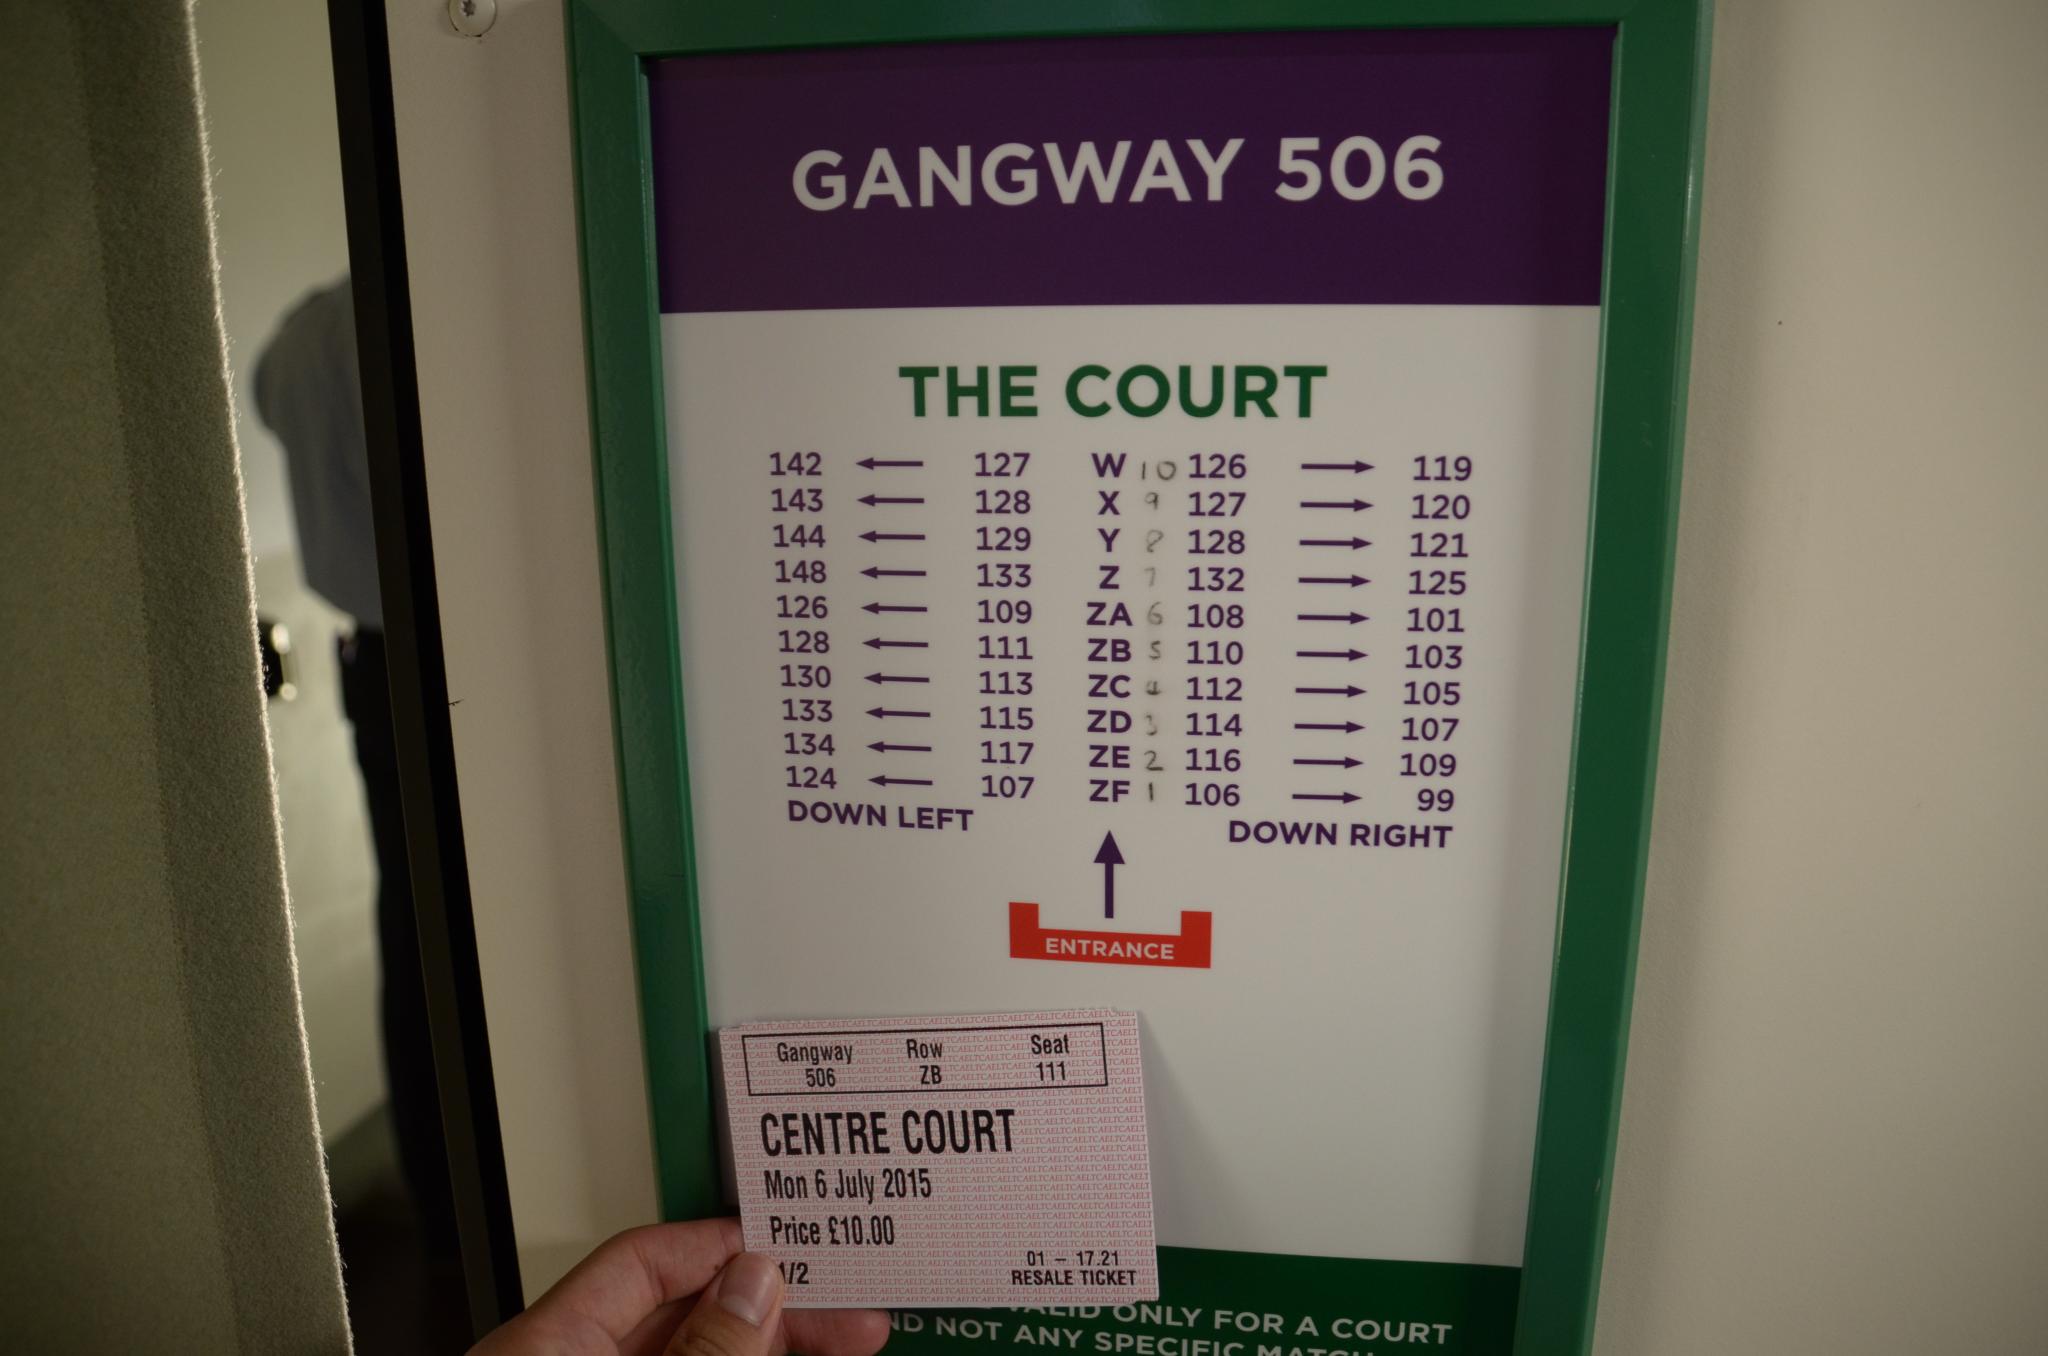 GANGWAY 506
THE COURT
142 ← 127 W 10 126 → 119
143 ← 128 X 9 127 → 120
144 ← 129 Y 8 128 → 121
148 ← 133 Z 7 132 → 125
126 ← 109 ZA 6 108 → 101
128 ← 111 ZB 5 110 → 103
130 ← 113 ZC 4 112 → 105
133 ← 115 ZD 3 114 → 107
134 ← 117 ZE 2 116 → 109
124 ← 107 ZF 1 106 → 99
DOWN LEFT DOWN RIGHT
ENTRANCE
Gangway Row Seat
506 ZB 111
CENTRE COURT
Mon 6 July 2015
Price £10.00
1/2 01 – 17.21
RESALE TICKET
VALID ONLY FOR A COURT
NOT ANY SPECIFIC